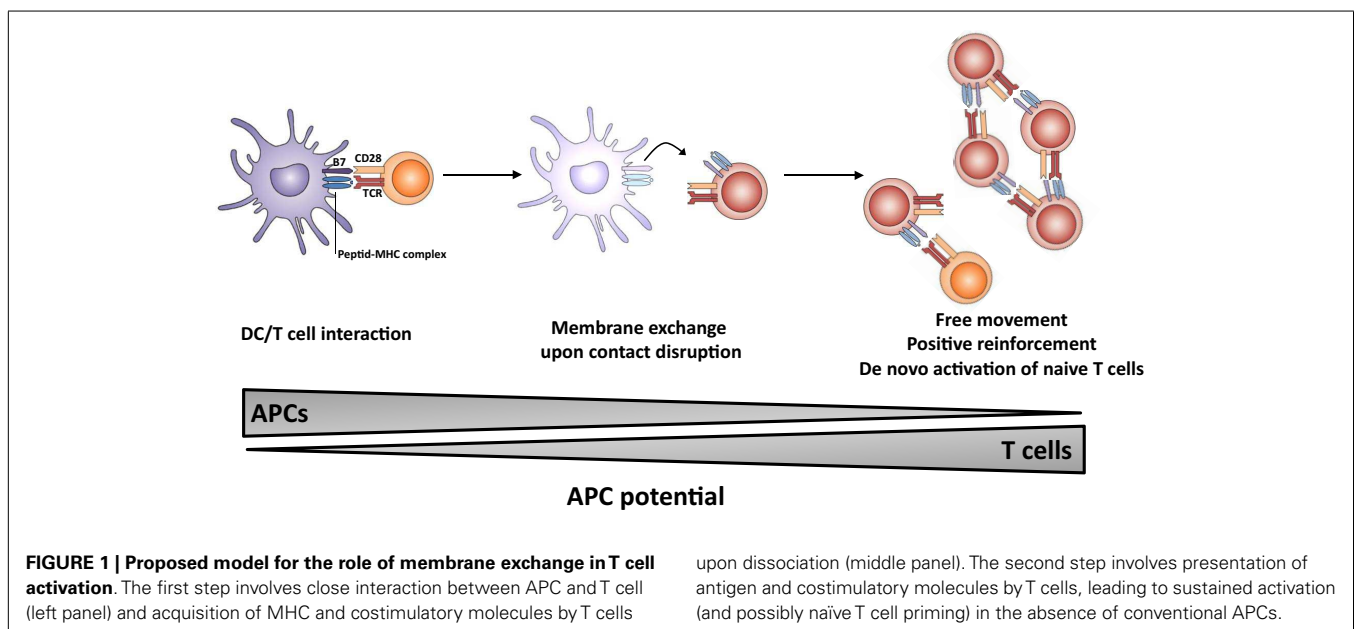 B7
CD28
TCR
Peptid-MHC complex
DC/T cell interaction
Membrane exchange
upon contact disruption
Free movement
Positive reinforcement
De novo activation of naive T cells
APCs
T cells
APC potential
FIGURE 1 | Proposed model for the role of membrane exchange in T cell
activation. The first step involves close interaction between APC and T cell
(left panel) and acquisition of MHC and costimulatory molecules by T cells
upon dissociation (middle panel). The second step involves presentation of
antigen and costimulatory molecules by T cells, leading to sustained activation
(and possibly naïve T cell priming) in the absence of conventional APCs.